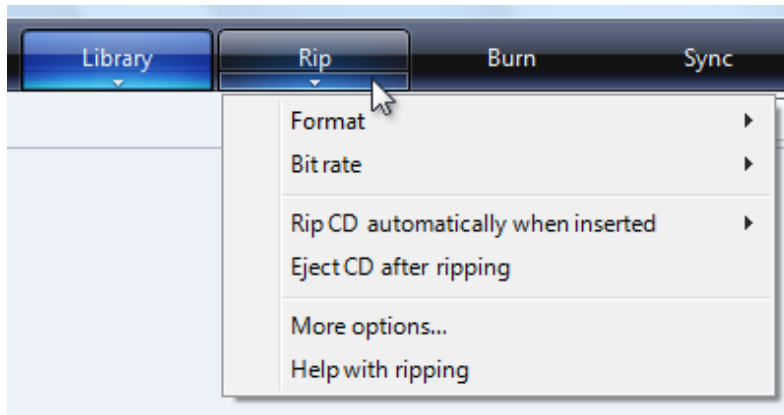 Library Rip Burn Sync
Format
Bit rate
Rip CD automatically when inserted
Eject CD after ripping
More options...
Help with ripping